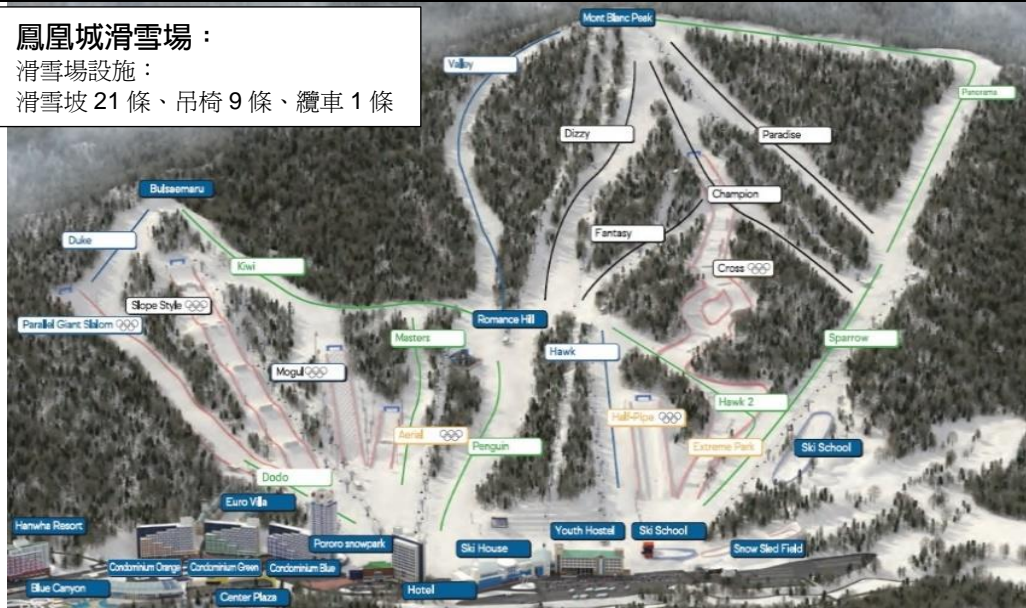 鳳凰城滑雪場：
滑雪場設施：
滑雪坡 21 條、吊椅 9 條、纜車 1 條
Mont Blanc Peak
Valley
Panorama
Dizzy
Paradise
Bulsaemaru
Champion
Duke
Fantasy
Kiwi
Cross
Slope Style
Parallel Giant Slalom
Romance Hill
Masters
Hawk
Sparrow
Mogul
Hawk 2
Half-Pipe
Aerial
Penguin
Extreme Park
Ski School
Dodo
Euro Villa
Hanwha Resort
Pororo snowpark
Ski House
Youth Hostel
Ski School
Snow Sled Field
Condominium Orange
Condominium Green
Condominium Blue
Blue Canyon
Center Plaza
Hotel